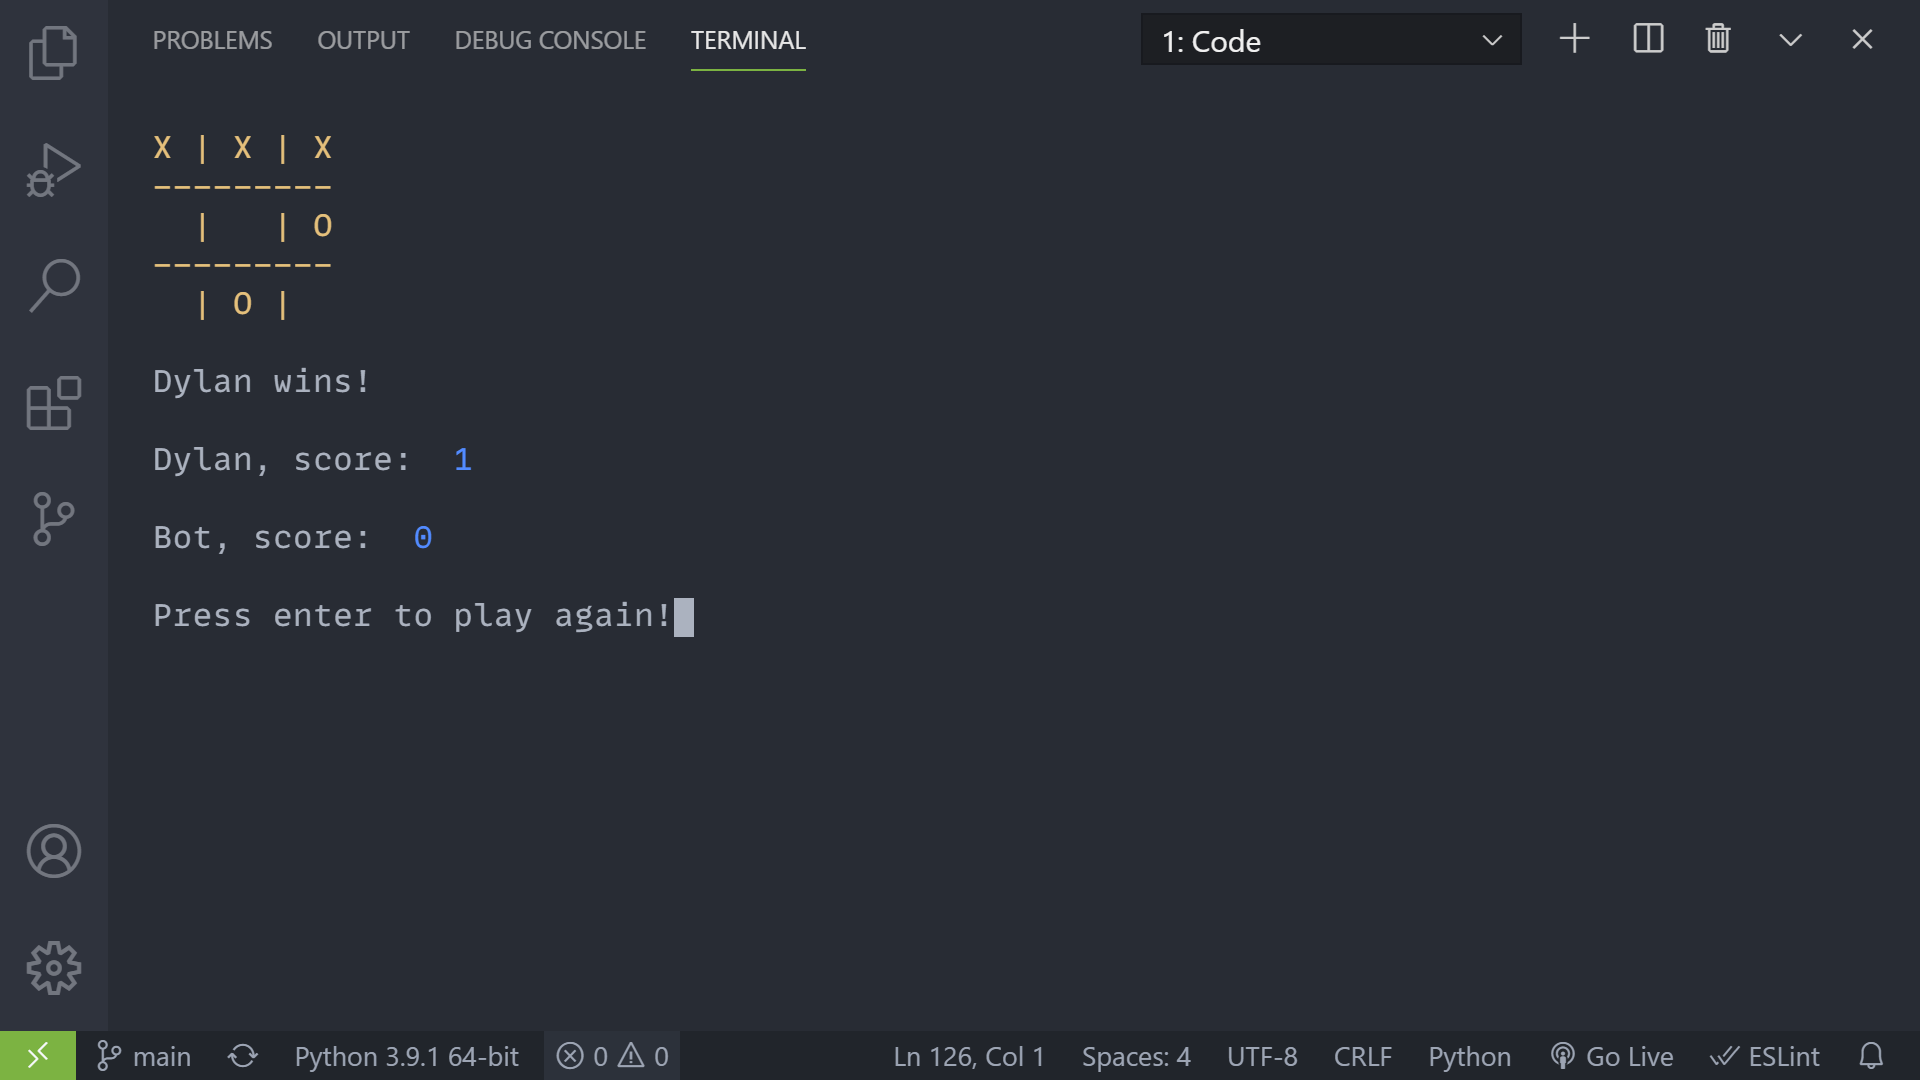 PROBLEMS OUTPUT DEBUG CONSOLE TERMINAL 1: Code
X | X | X
---------
  |   | O
---------
  | O |
Dylan wins!
Dylan, score:  1
Bot, score:  0
Press enter to play again!
main Python 3.9.1 64-bit 0 0 Ln 126, Col 1 Spaces: 4 UTF-8 CRLF Python Go Live ESLint